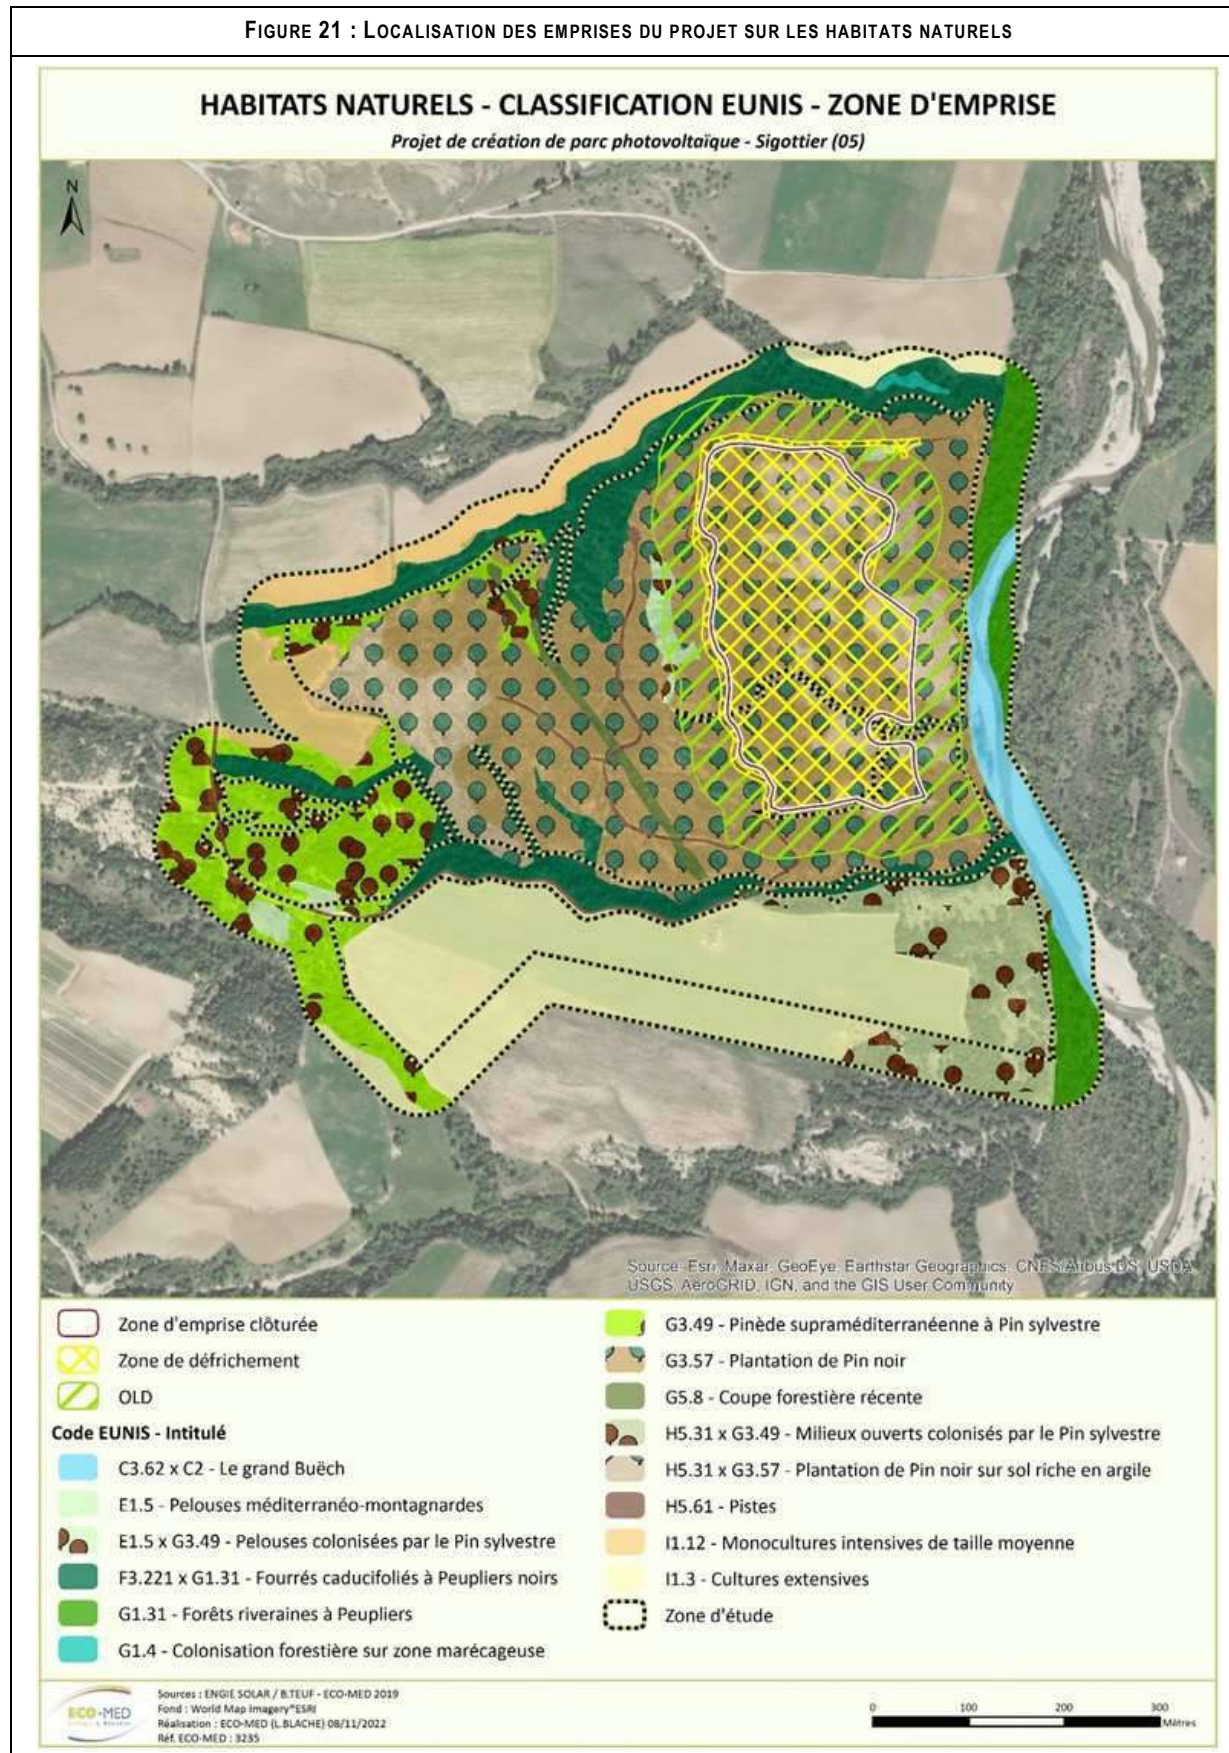 FIGURE 21 : LOCALISATION DES EMPRISES DU PROJET SUR LES HABITATS NATURELS
HABITATS NATURELS - CLASSIFICATION EUNIS - ZONE D'EMPRISE
Projet de création de parc photovoltaïque - Sigottier (05)
N
Source: Esri, Maxar, GeoEye, Earthstar Geographics, CNES/Airbus DS, USDA,
USGS, AeroGRID, IGN, and the GIS User Community
Zone d'emprise clôturée
Zone de défrichement
OLD
Code EUNIS - Intitulé
C3.62 x C2 - Le grand Buëch
E1.5 - Pelouses méditerranéo-montagnardes
E1.5 x G3.49 - Pelouses colonisées par le Pin sylvestre
F3.221 x G1.31 - Fourrés caducifoliés à Peupliers noirs
G1.31 - Forêts riveraines à Peupliers
G1.4 - Colonisation forestière sur zone marécageuse
G3.49 - Pinède supraméditerranéenne à Pin sylvestre
G3.57 - Plantation de Pin noir
G5.8 - Coupe forestière récente
H5.31 x G3.49 - Milieux ouverts colonisés par le Pin sylvestre
H5.31 x G3.57 - Plantation de Pin noir sur sol riche en argile
H5.61 - Pistes
I1.12 - Monocultures intensives de taille moyenne
I1.3 - Cultures extensives
Zone d'étude
ECO-MED
Sources : ENGIE SOLAR / B.TEUF - ECO-MED 2019
Fond : World Map Imagery"ESRI
Réalisation : ECO-MED (L.BLACHE) 08/11/2022
Réf. ECO-MED : 3235
0 100 200 300
Mètres